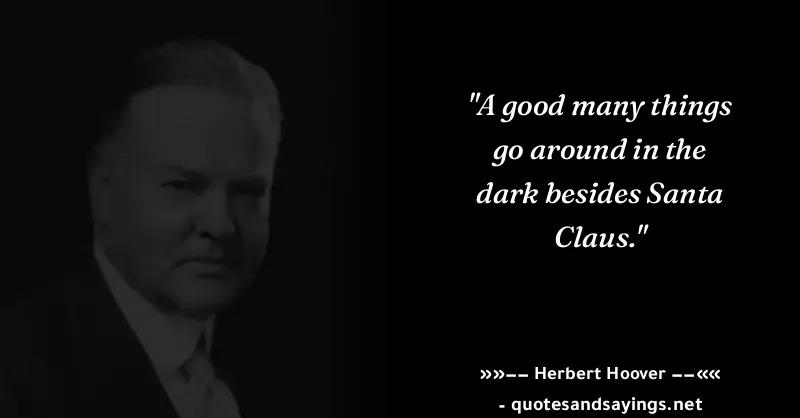 "A good many things
go around in the
dark besides Santa
Claus."
»»–– Herbert Hoover ––««
- quotesandsayings.net